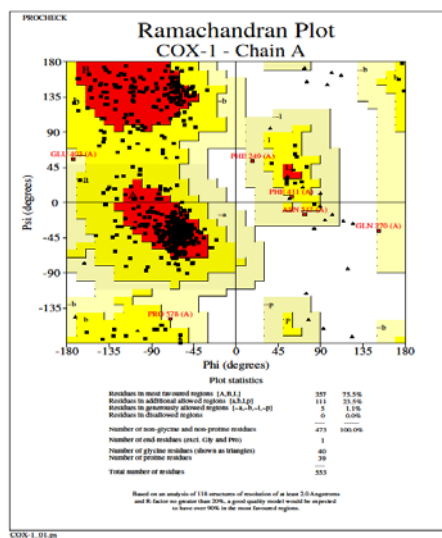 PROCHECK
Ramachandran Plot
COX-1 - Chain A
180
135
90
45
0
-45
-90
-135
Psi (degrees)
B
b
~b
~l
l
a
~a
~b
~p
p
b
~b
GLU 493 (A)
PHE 249 (A)
PHE 411 (A)
GLN 370 (A)
PRO 578 (A)
-180 -135 -90 -45 0 45 90 135 180
Phi (degrees)
Plot statistics
Residues in most favoured regions [A,B,L] 357 75.5%
Residues in additional allowed regions [a,b,l,p] 111 23.5%
Residues in generously allowed regions [~a,~b,~l,~p] 5 1.1%
Residues in disallowed regions 0 0.0%
Number of non-glycine and non-proline residues 473 100.0%
Number of end-residues (excl. Gly and Pro) 1
Number of glycine residues (shown as triangles) 40
Number of proline residues 39
Total number of residues 553
Based on an analysis of 118 structures of resolution of at least 2.0 Angstroms
and R-factor no greater than 20%, a good quality model would be expected
to have over 90% in the most favoured regions.
COX-1_01.ps